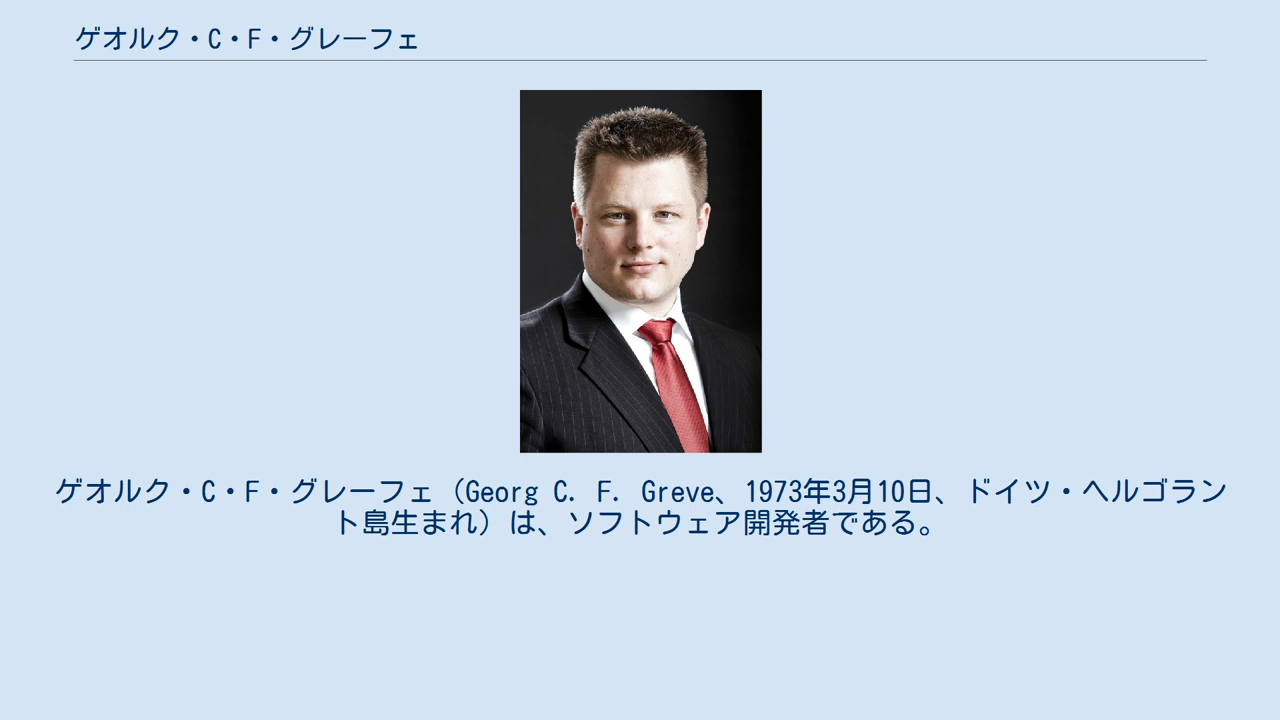 ゲオルク・C・F・グレーフェ
ゲオルク・C・F・グレーフェ（Georg C. F. Greve、1973年3月10日、ドイツ・ヘルゴラン
ト島生まれ）は、ソフトウェア開発者である。